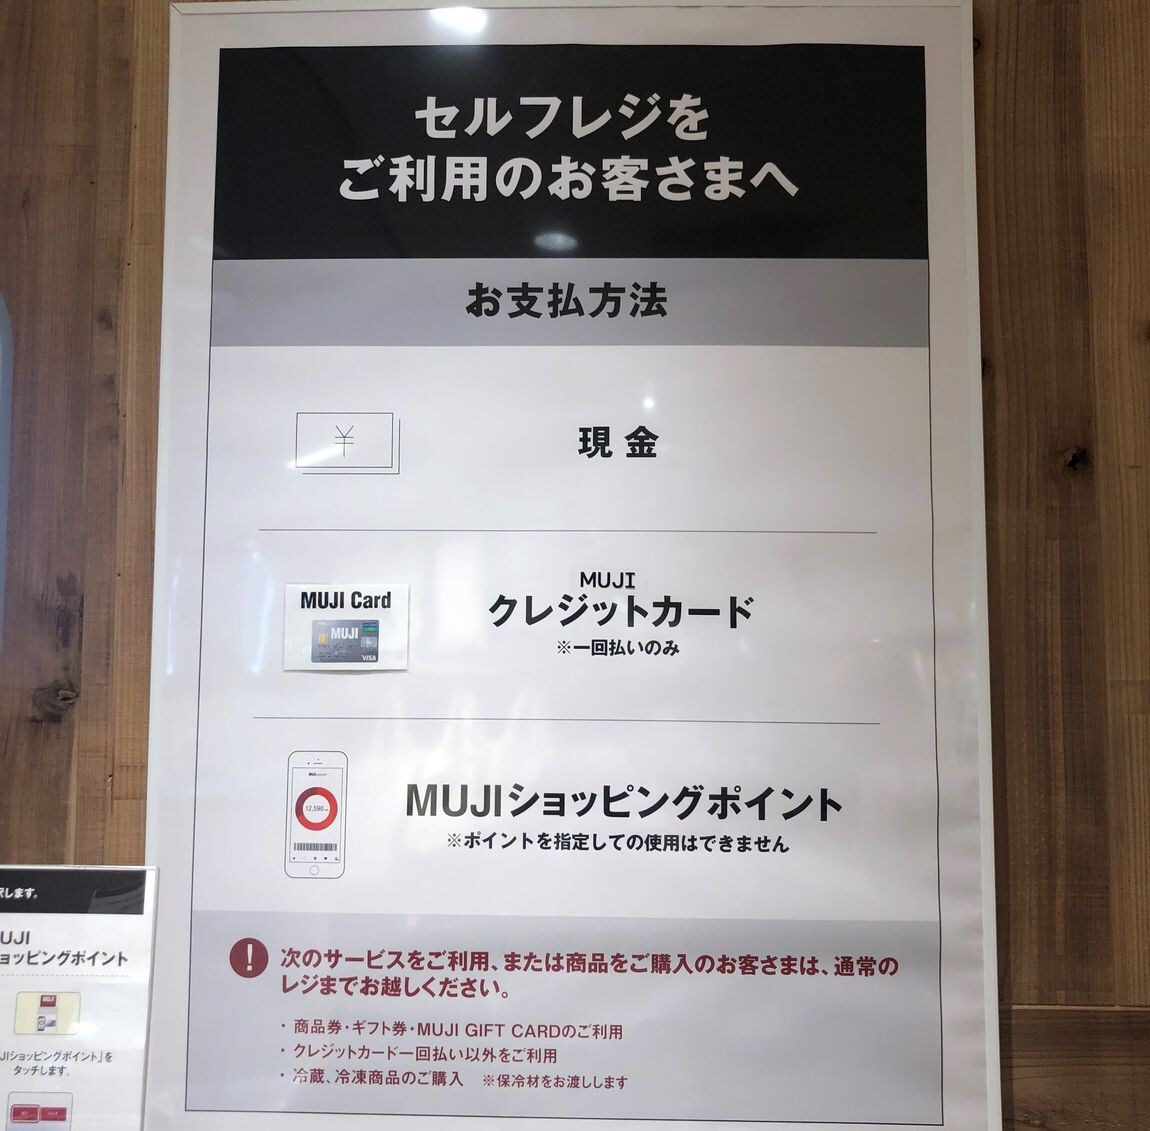 セルフレジを
ご利用のお客さまへ
お支払方法
¥
現金
MUJI Card
MUJI
VISA
MUJI
クレジットカード
※一回払いのみ
12,590
MUJIショッピングポイント
※ポイントを指定しての使用はできません
!
次のサービスをご利用、または商品をご購入のお客さまは、通常の
レジまでお越しください。
・商品券・ギフト券・MUJI GIFT CARDのご利用
・クレジットカード一回払い以外をご利用
・冷蔵、冷凍商品のご購入 ※保冷材をお渡しします
します。
UJI
ョッピングポイント
MUJI
JIショッピングポイント」を
タッチします。